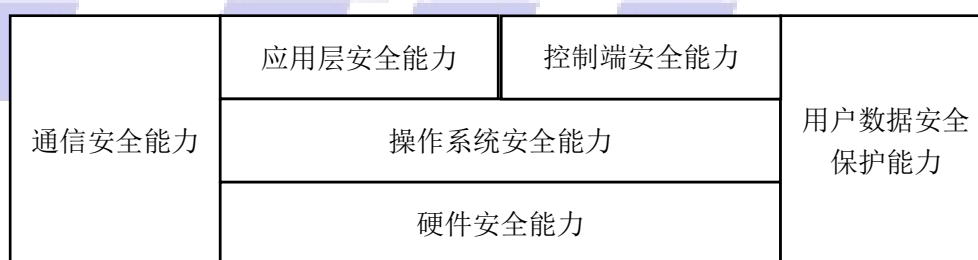 应用层安全能力
控制端安全能力
通信安全能力
操作系统安全能力
用户数据安全
保护能力
硬件安全能力